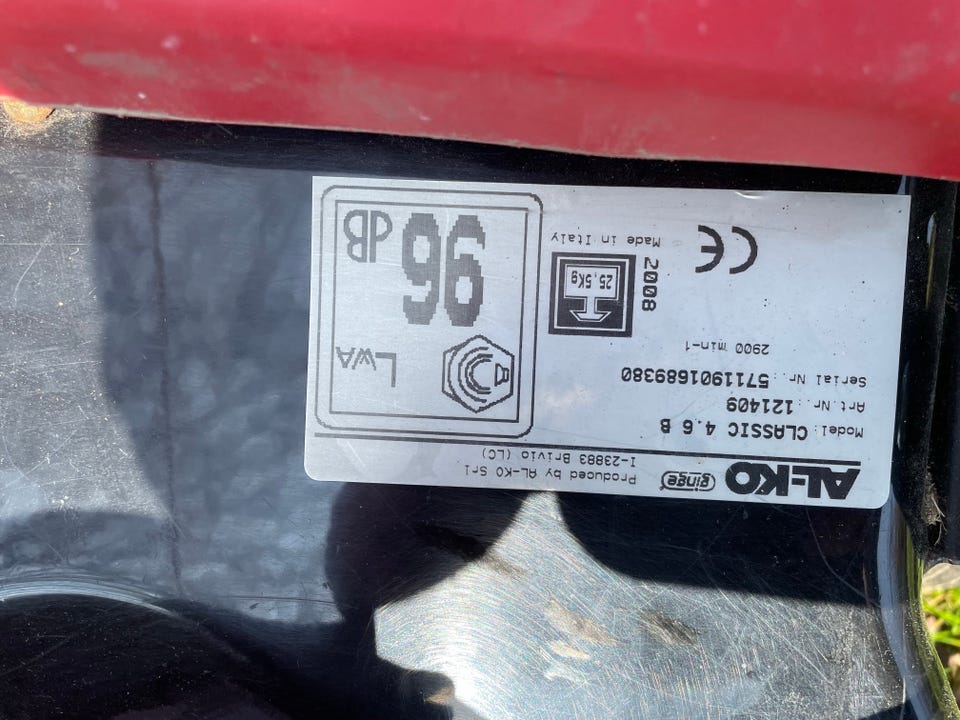 AL-KO ginge
Produced by AL-KO Srl
I-23883 Brivio (LC)
Model: CLASSIC 4.6 B
Art.Nr.: 121409
Serial Nr.: 5711901689380
2900 min-1
CE
2008
Made in Italy
25,5Kg
LWA
96
dB